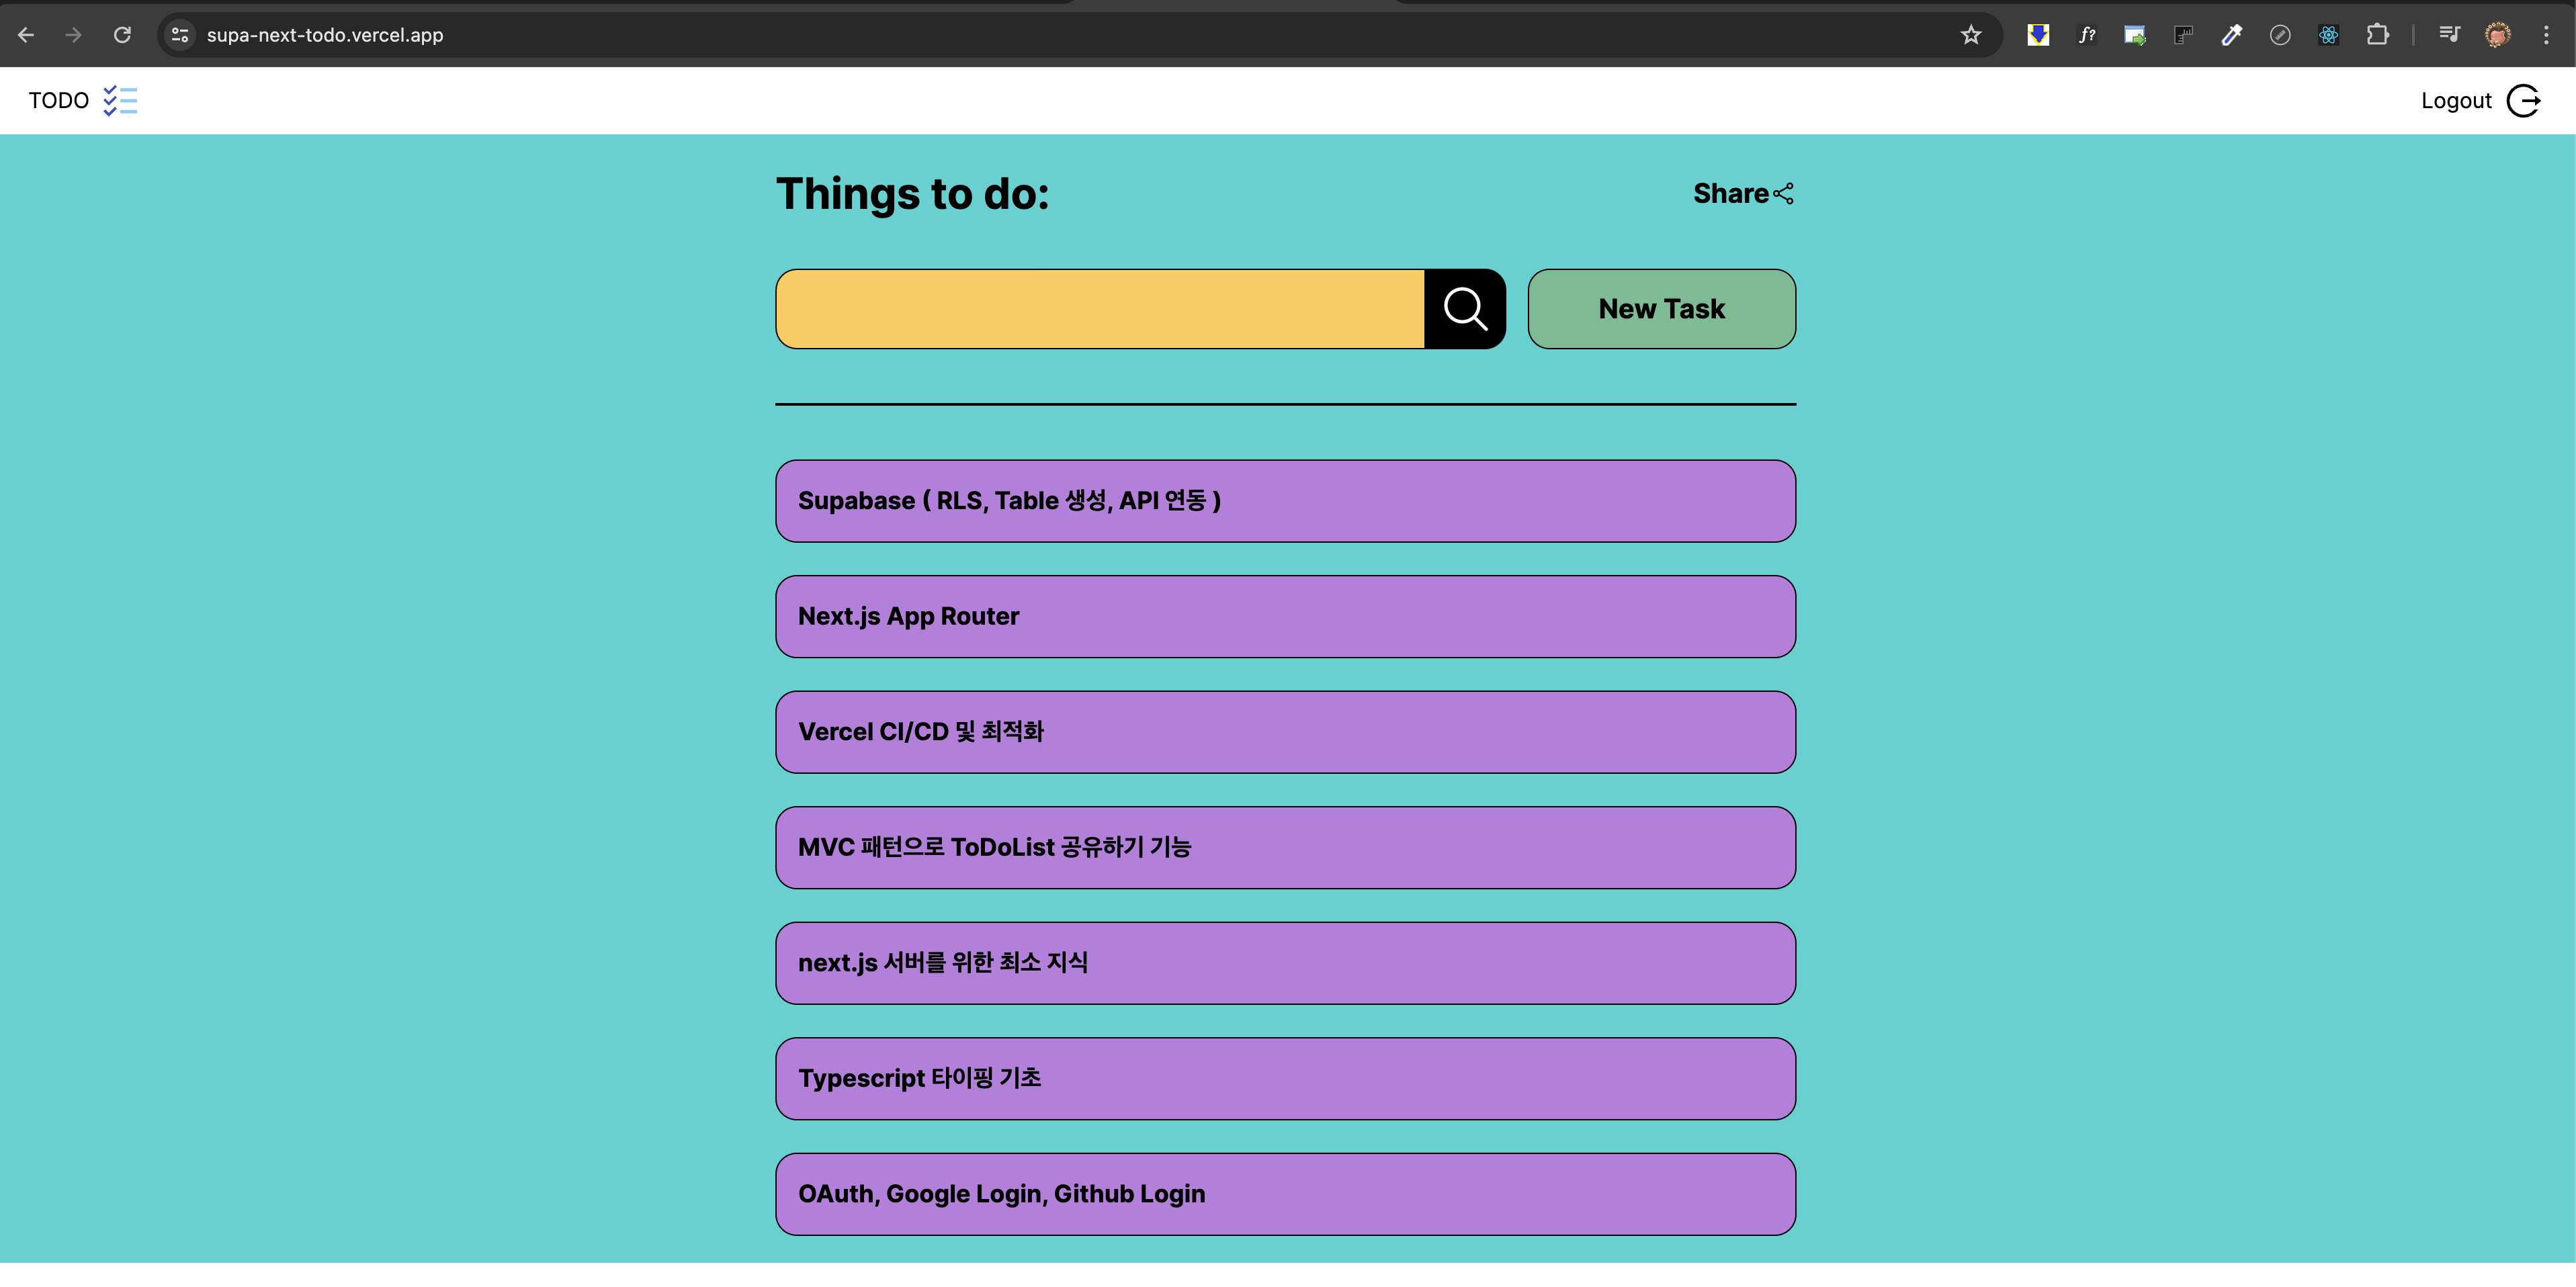 supa-next-todo.vercel.app
f?
TODO
Logout
Things to do:
Share
New Task
Supabase ( RLS, Table 생성, API 연동 )
Next.js App Router
Vercel CI/CD 및 최적화
MVC 패턴으로 ToDoList 공유하기 기능
next.js 서버를 위한 최소 지식
Typescript 타이핑 기초
OAuth, Google Login, Github Login